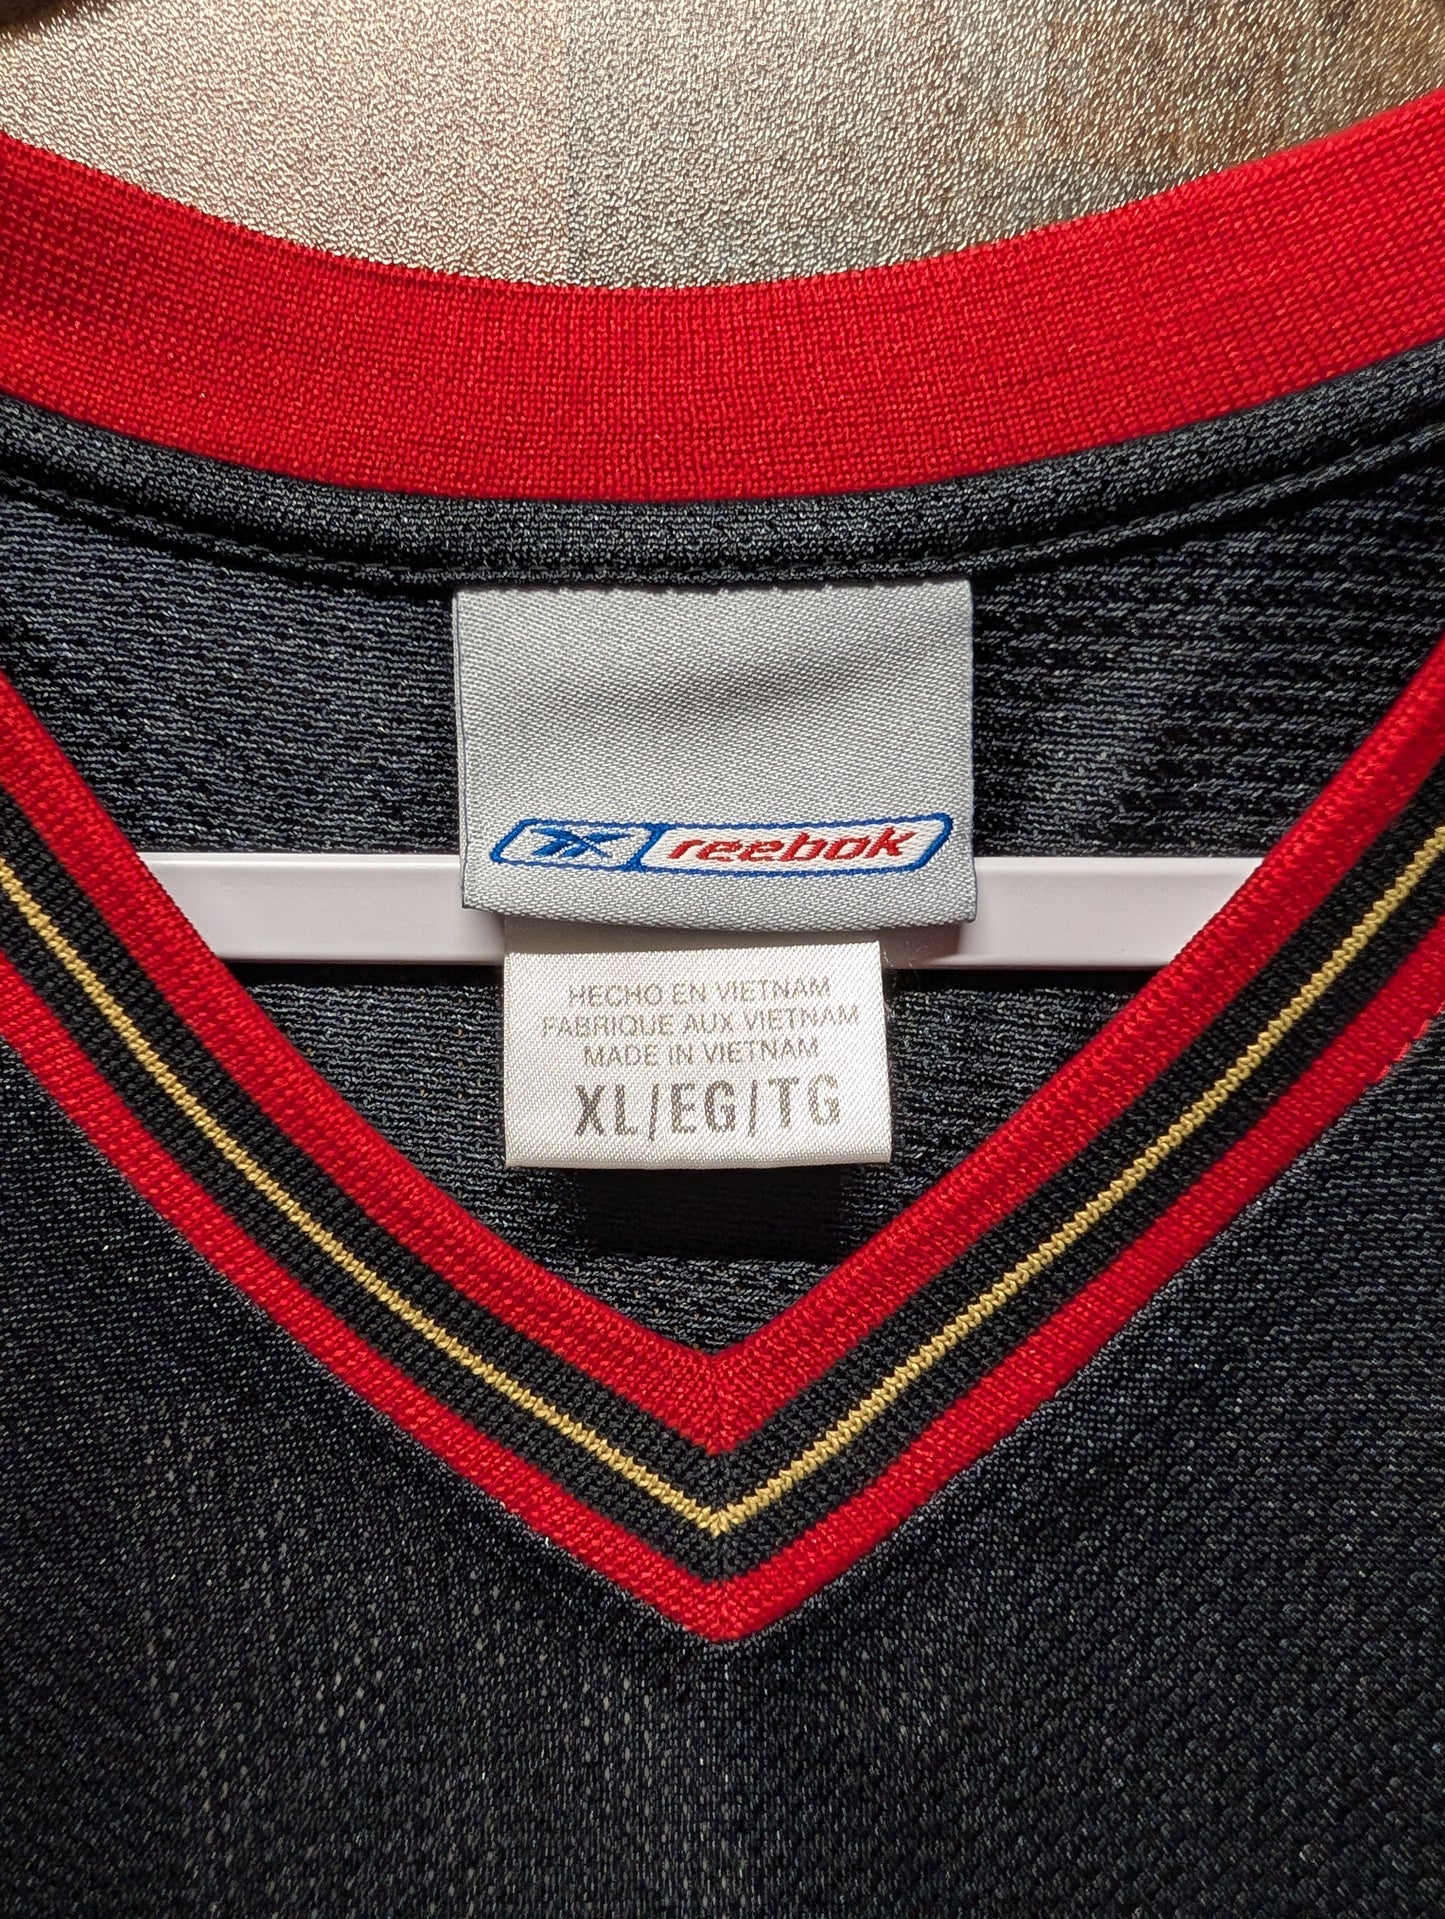 reebok
HECHO EN VIETNAM
FABRIQUE AUX VIETNAM
MADE IN VIETNAM
XL/EG/TG